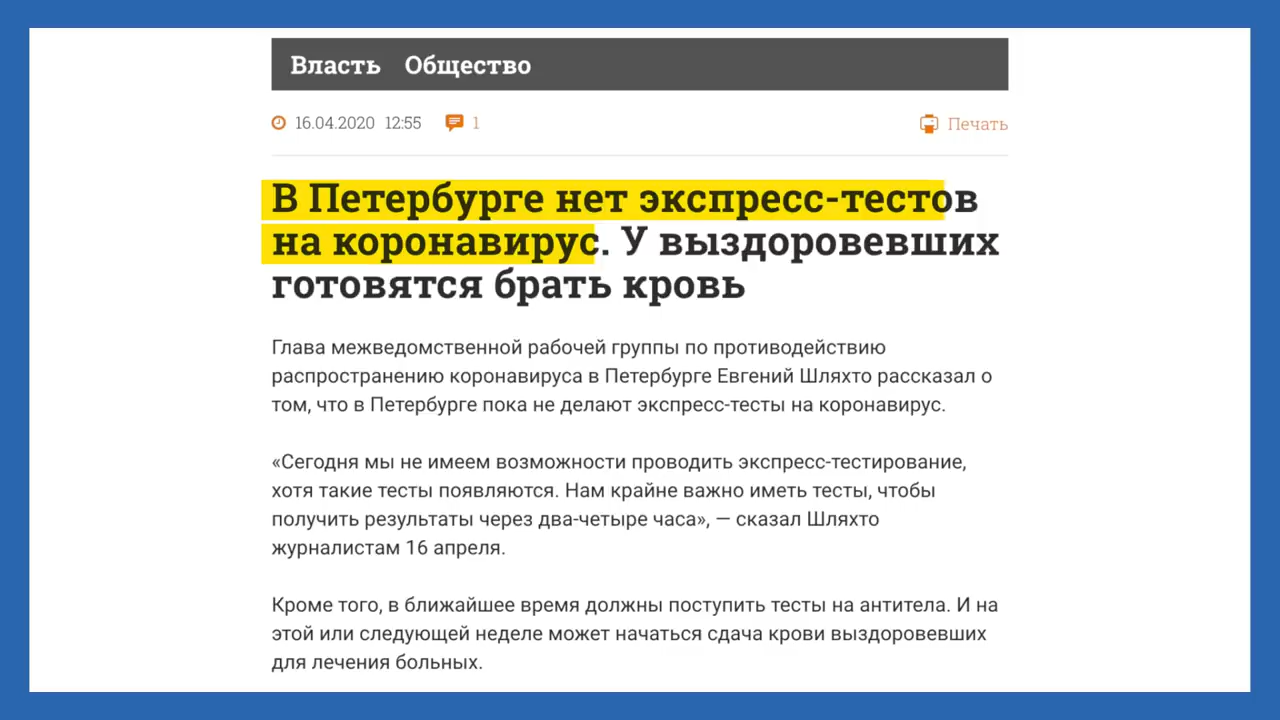 Власть Общество
16.04.2020 12:55 1 Печать
В Петербурге нет экспресс-тестов
на коронавирус. У выздоровевших
готовятся брать кровь
Глава межведомственной рабочей группы по противодействию
распространению коронавируса в Петербурге Евгений Шляхто рассказал о
том, что в Петербурге пока не делают экспресс-тесты на коронавирус.
«Сегодня мы не имеем возможности проводить экспресс-тестирование,
хотя такие тесты появляются. Нам крайне важно иметь тесты, чтобы
получить результаты через два-четыре часа», — сказал Шляхто
журналистам 16 апреля.
Кроме того, в ближайшее время должны поступить тесты на антитела. И на
этой или следующей неделе может начаться сдача крови выздоровевших
для лечения больных.